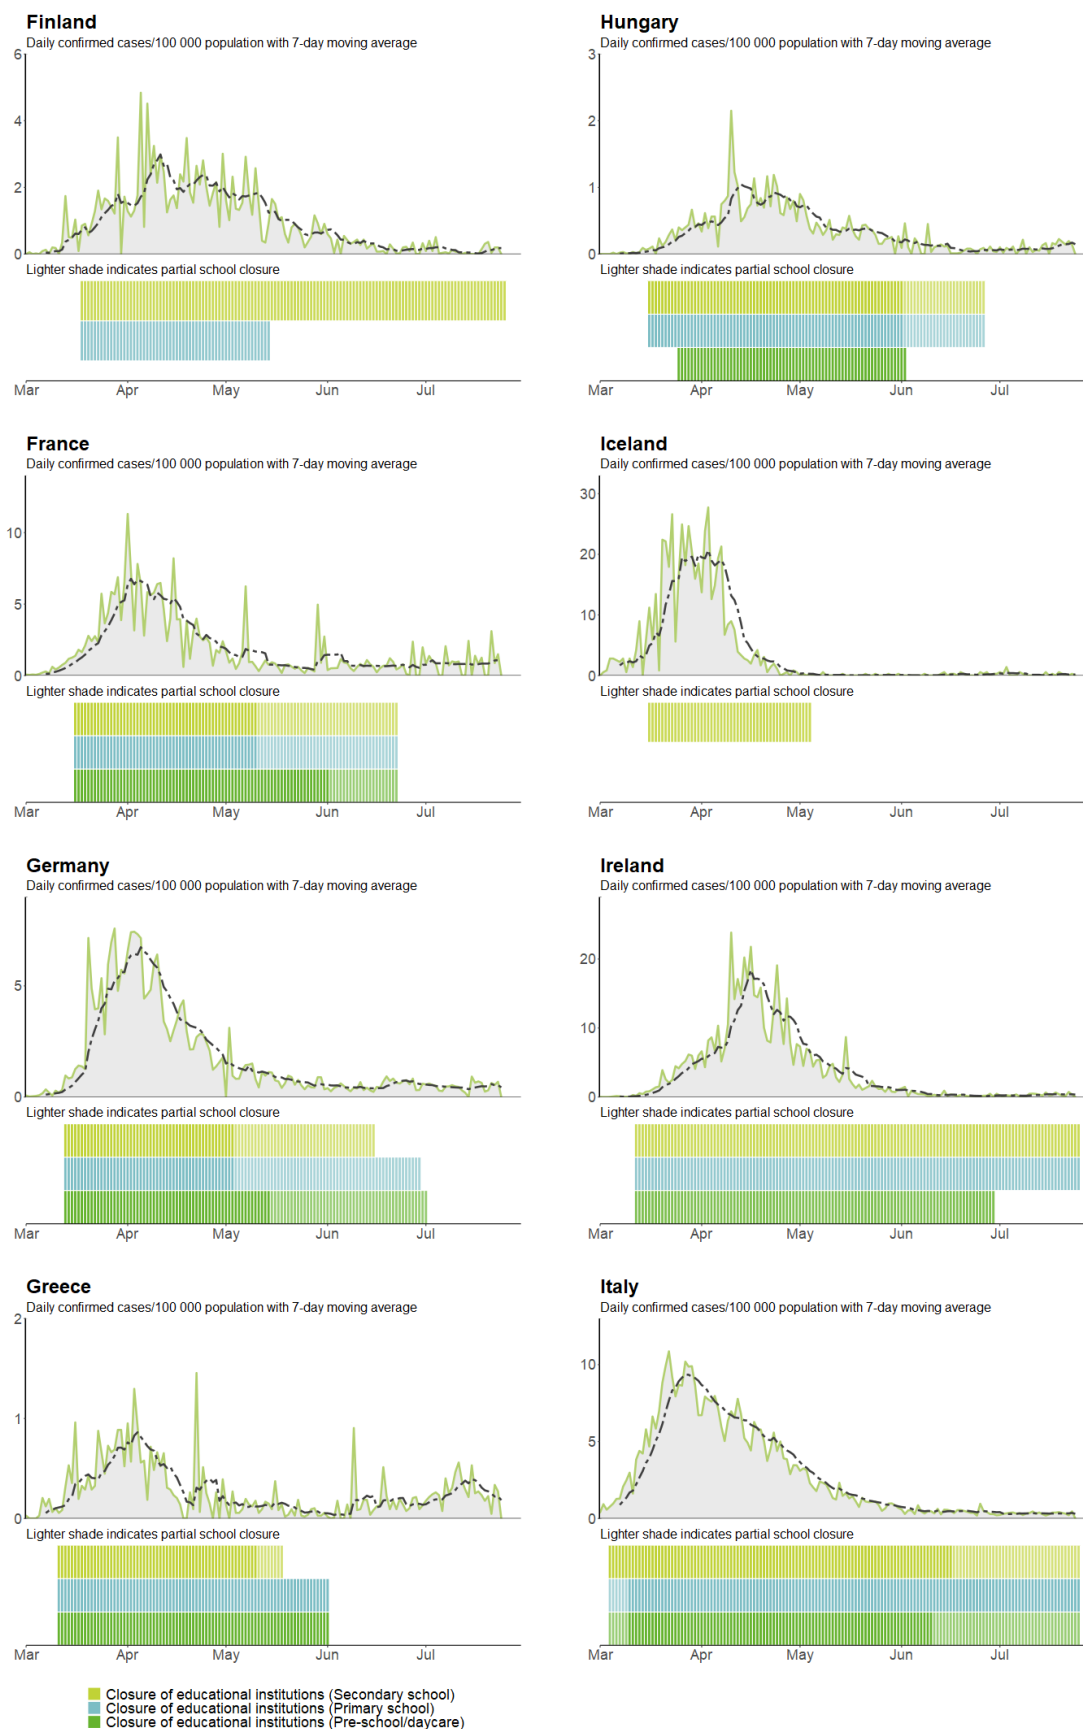 Finland
Daily confirmed cases/100 000 population with 7-day moving average
6
4
2
0
Lighter shade indicates partial school closure
Mar Apr May Jun Jul
Hungary
Daily confirmed cases/100 000 population with 7-day moving average
3
2
1
0
Lighter shade indicates partial school closure
Mar Apr May Jun Jul
France
Daily confirmed cases/100 000 population with 7-day moving average
10
5
0
Lighter shade indicates partial school closure
Mar Apr May Jun Jul
Iceland
Daily confirmed cases/100 000 population with 7-day moving average
30
20
10
0
Lighter shade indicates partial school closure
Mar Apr May Jun Jul
Germany
Daily confirmed cases/100 000 population with 7-day moving average
5
0
Lighter shade indicates partial school closure
Mar Apr May Jun Jul
Ireland
Daily confirmed cases/100 000 population with 7-day moving average
20
10
0
Lighter shade indicates partial school closure
Mar Apr May Jun Jul
Greece
Daily confirmed cases/100 000 population with 7-day moving average
2
1
0
Lighter shade indicates partial school closure
Mar Apr May Jun Jul
Italy
Daily confirmed cases/100 000 population with 7-day moving average
10
5
0
Lighter shade indicates partial school closure
Mar Apr May Jun Jul
Closure of educational institutions (Secondary school)
Closure of educational institutions (Primary school)
Closure of educational institutions (Pre-school/daycare)